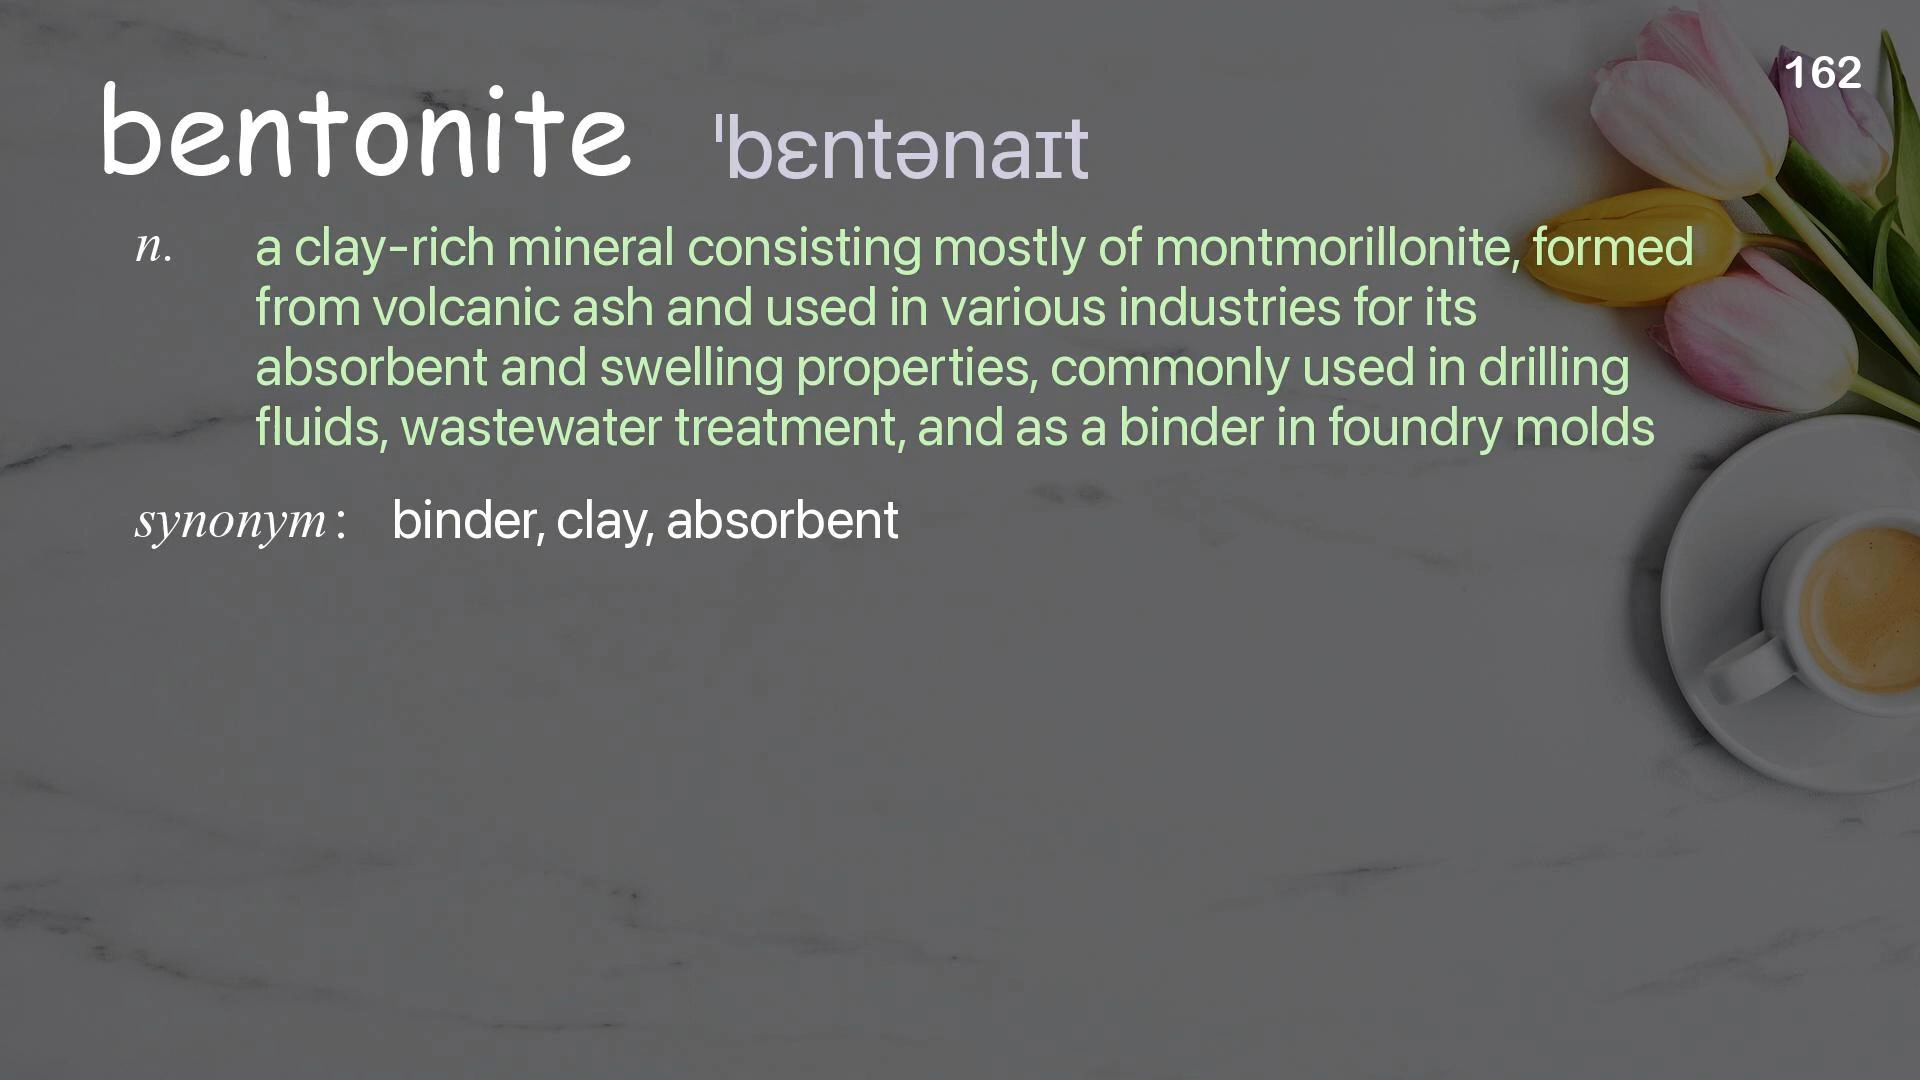 162
bentonite ˈbɛntənaɪt
n. a clay-rich mineral consisting mostly of montmorillonite, formed
from volcanic ash and used in various industries for its
absorbent and swelling properties, commonly used in drilling
fluids, wastewater treatment, and as a binder in foundry molds
synonym: binder, clay, absorbent